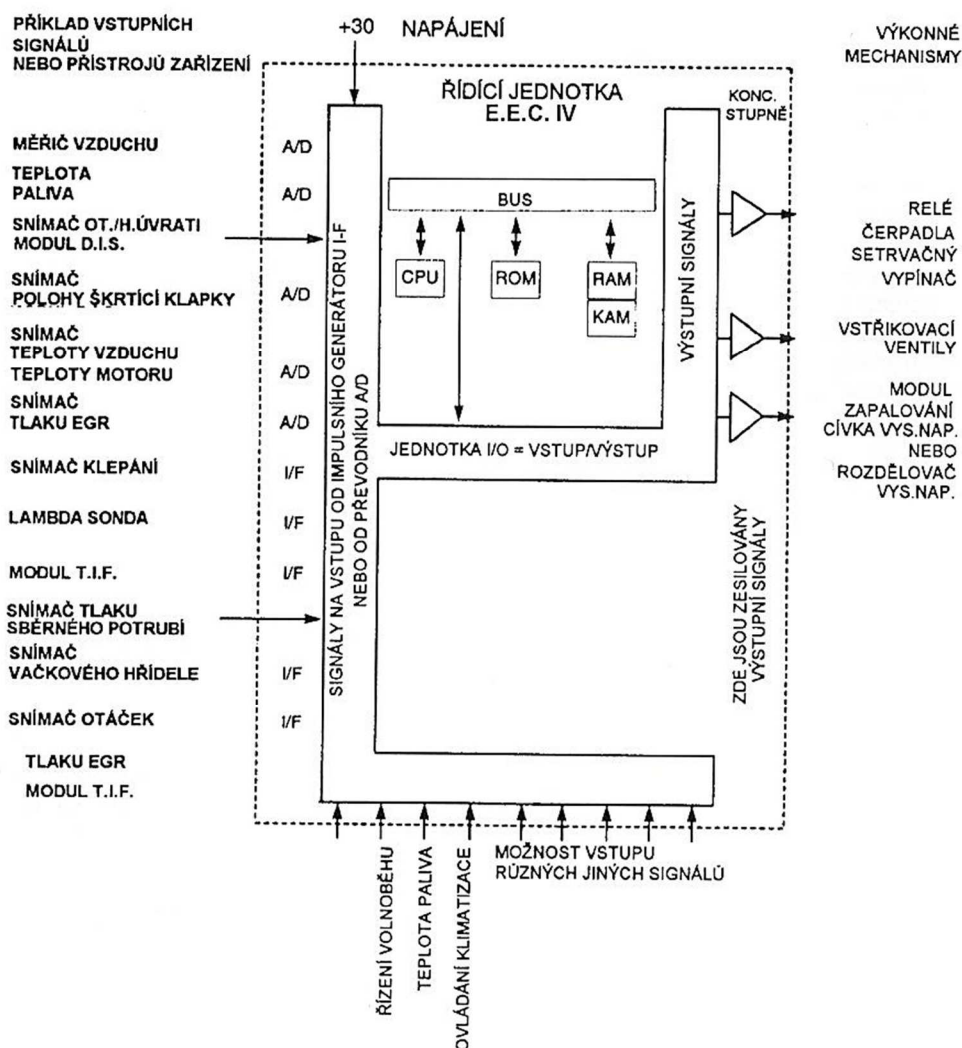 PŘÍKLAD VSTUPNÍCH
SIGNÁLŮ
NEBO PŘÍSTROJŮ ZAŘÍZENÍ
+30 NAPÁJENÍ
VÝKONNÉ
MECHANISMY
ŘÍDÍCÍ JEDNOTKA
E.E.C. IV
KONC.
STUPNĚ
MĚŘIČ VZDUCHU A/D
TEPLOTA
PALIVA A/D
SNÍMAČ OT./H.ÚVRATI
MODUL D.I.S.
SNÍMAČ
POLOHY ŠKRTÍCÍ KLAPKY A/D
SNÍMAČ
TEPLOTY VZDUCHU
TEPLOTY MOTORU A/D
SNÍMAČ
TLAKU EGR A/D
SNÍMAČ KLEPÁNÍ I/F
LAMBDA SONDA I/F
MODUL T.I.F. I/F
SNÍMAČ TLAKU
SBĚRNÉHO POTRUBÍ
SNÍMAČ
VAČKOVÉHO HŘÍDELE I/F
SNÍMAČ OTÁČEK I/F
TLAKU EGR
MODUL T.I.F.
SIGNÁLY NA VSTUPU OD IMPULSNÍHO GENERÁTORU I-F
NEBO OD PŘEVODNÍKU A/D
BUS
CPU
ROM
RAM
KAM
JEDNOTKA I/O = VSTUP/VÝSTUP
VÝSTUPNÍ SIGNÁLY
RELÉ
ČERPADLA
SETRVAČNÝ
VYPÍNAČ
VSTŘIKOVACÍ
VENTILY
MODUL
ZAPALOVÁNÍ
CÍVKA VYS.NAP.
NEBO
ROZDĚLOVAČ
VYS.NAP.
ZDE JSOU ZESILOVÁNY
VÝSTUPNÍ SIGNÁLY
ŘÍZENÍ VOLNOBĚHU
TEPLOTA PALIVA
OVLÁDÁNÍ KLIMATIZACE
MOŽNOST VSTUPU
RŮZNÝCH JINÝCH SIGNÁLŮ